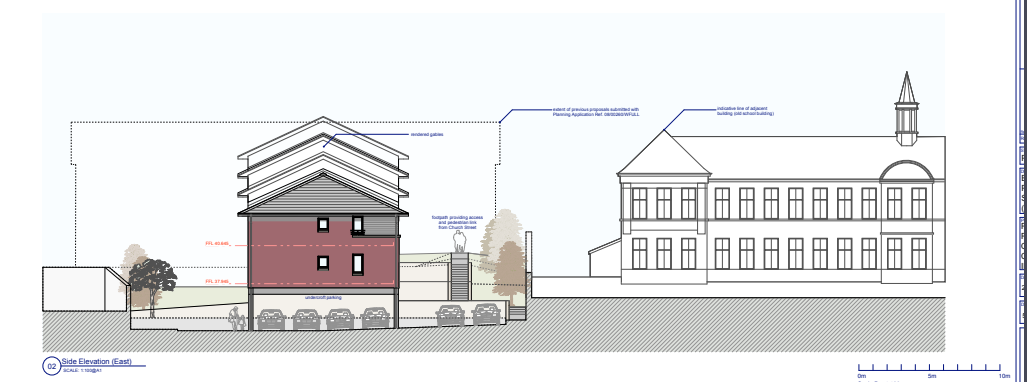 extent of previous proposals submitted with
Planning Application Ref: 08/00280/WFULL
indicative line of adjacent
building (old school building)
rendered gables
footpath providing access
and pedestrian link
from Church Street
FFL 40.645
FFL 37.945
undercroft parking
02
Side Elevation (East)
SCALE: 1:100@A1
0m
5m
10m